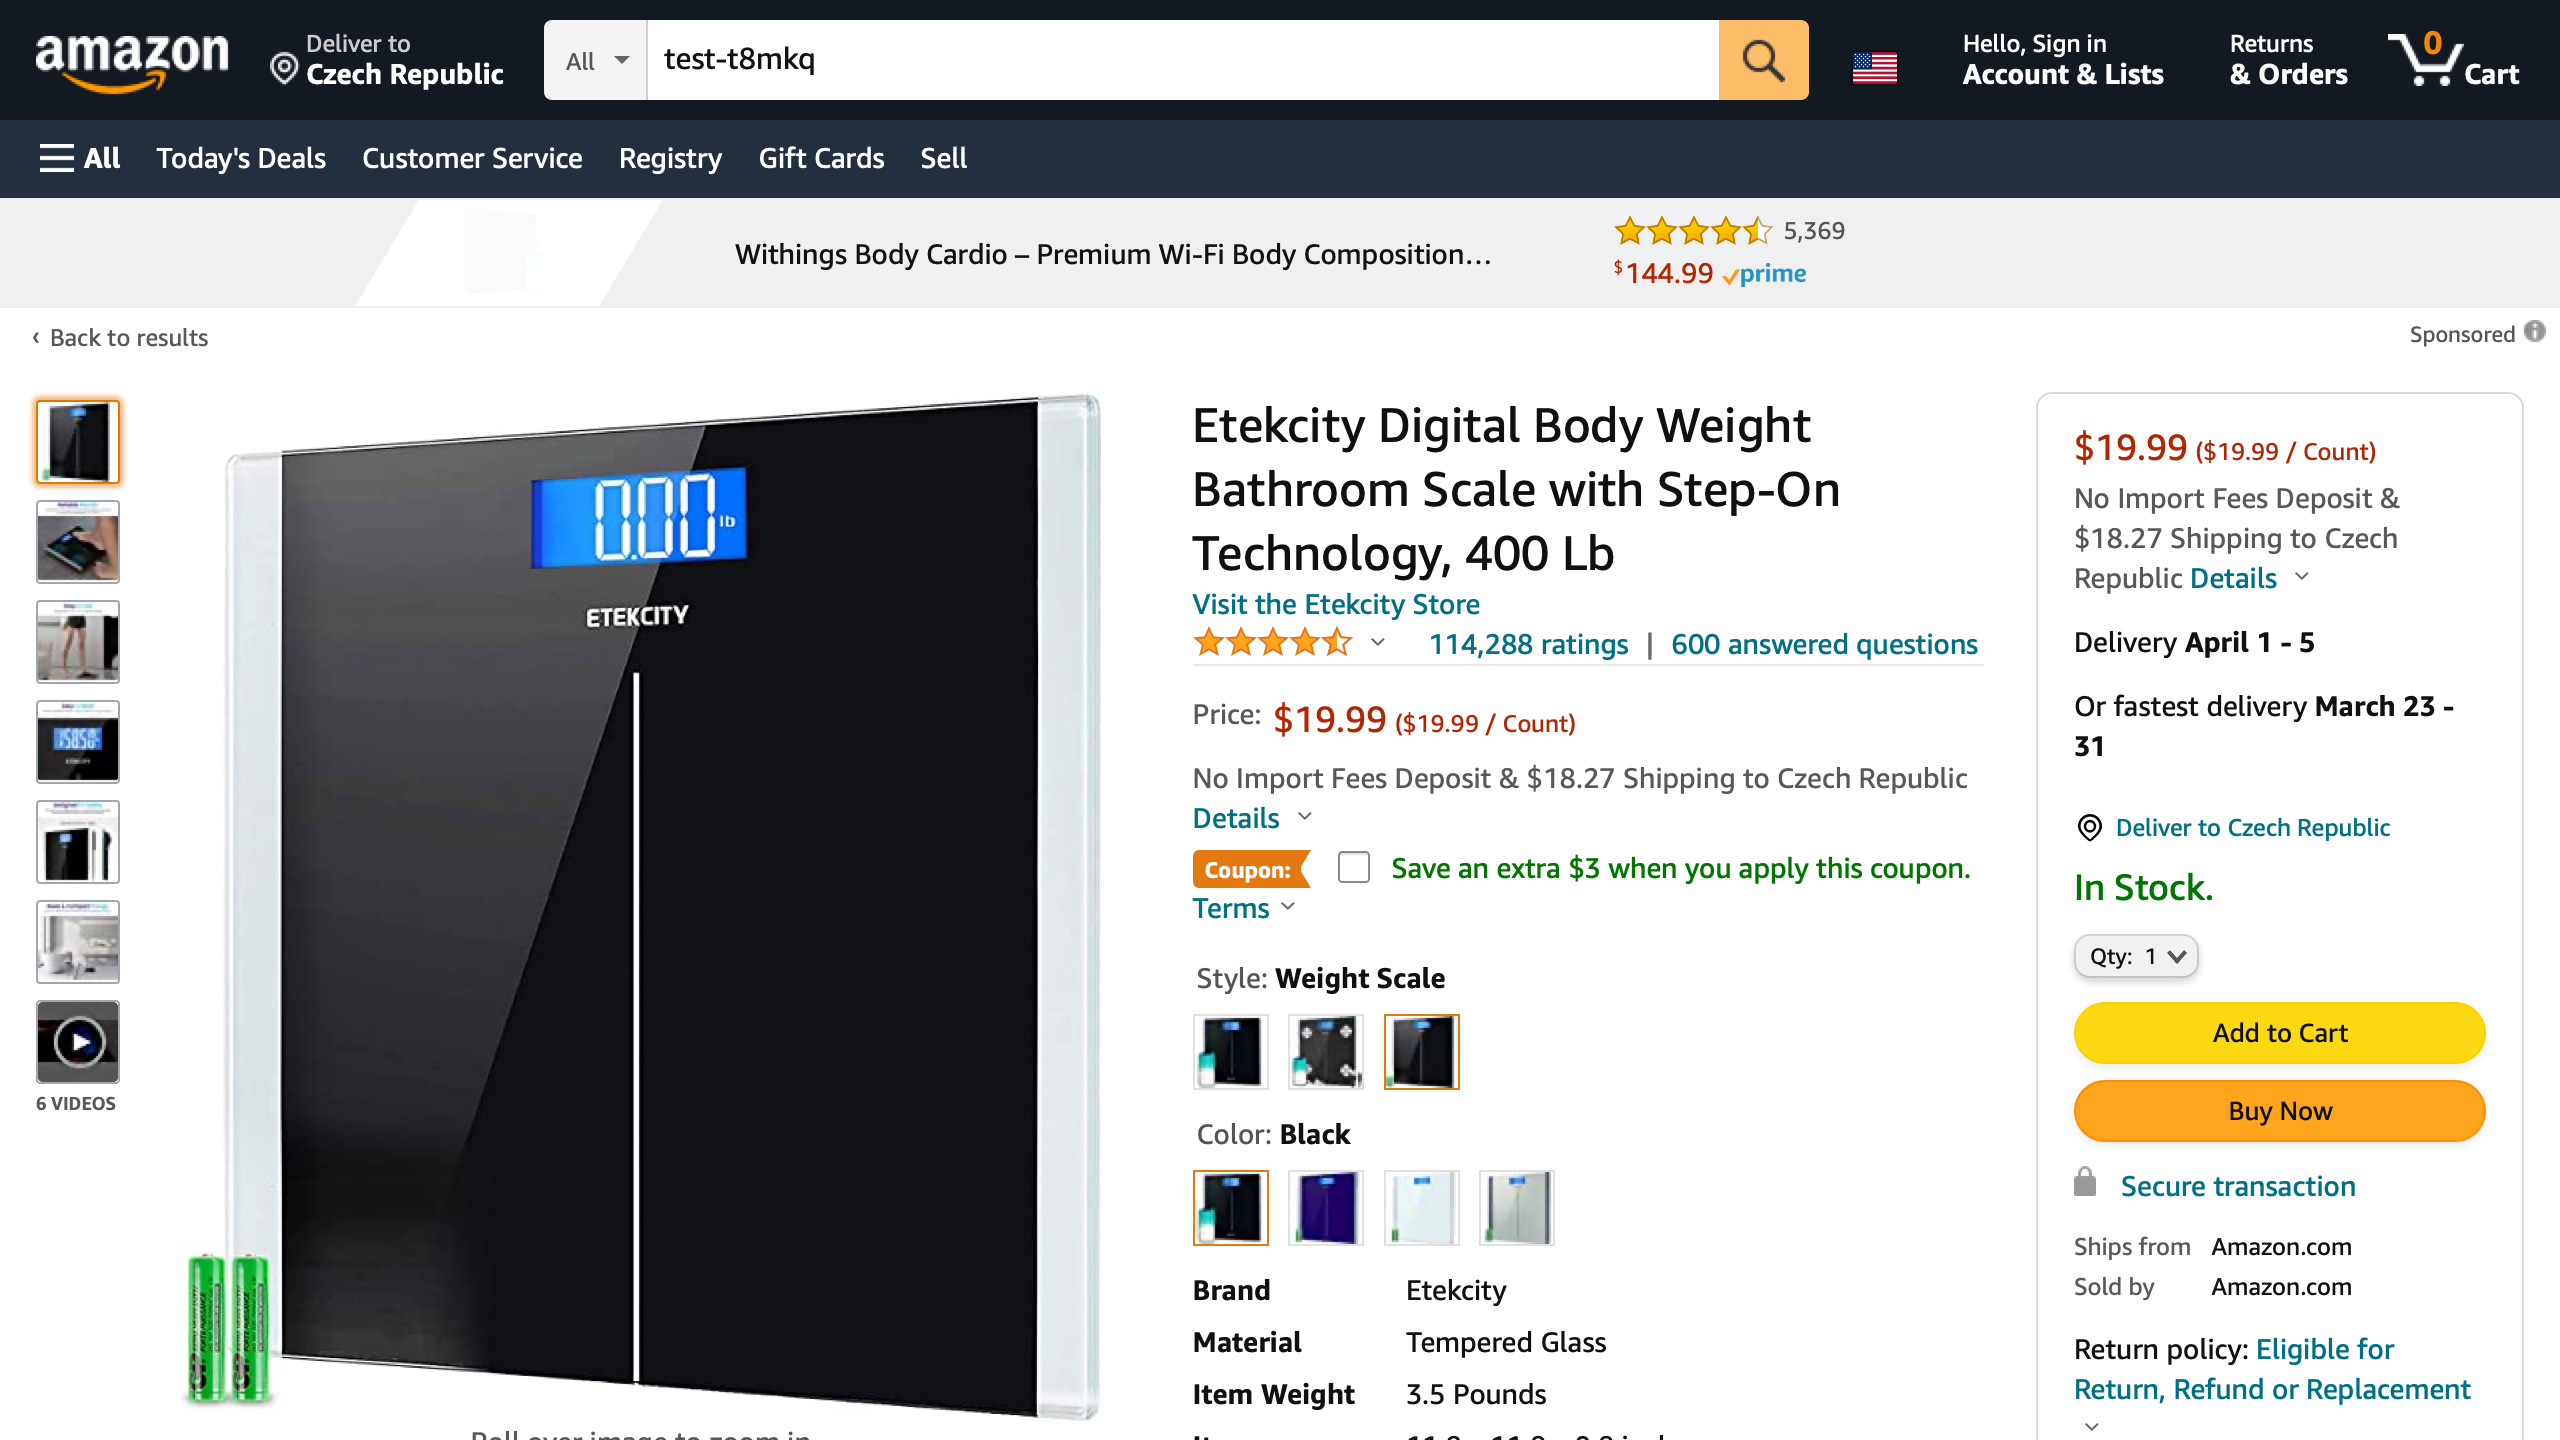 amazon
Deliver to
Czech Republic
All
test-t8mkq
Hello, Sign in
Account & Lists
Returns
& Orders
0
Cart
All
Today's Deals
Customer Service
Registry
Gift Cards
Sell
Withings Body Cardio – Premium Wi-Fi Body Composition…
5,369
$144.99 prime
‹ Back to results
Sponsored
0.00 lb
ETEKCITY
6 VIDEOS
Etekcity Digital Body Weight
Bathroom Scale with Step-On
Technology, 400 Lb
Visit the Etekcity Store
114,288 ratings | 600 answered questions
Price: $19.99 ($19.99 / Count)
No Import Fees Deposit & $18.27 Shipping to Czech Republic
Details
Coupon: Save an extra $3 when you apply this coupon.
Terms
Style: Weight Scale
Color: Black
Brand Etekcity
Material Tempered Glass
Item Weight 3.5 Pounds
$19.99 ($19.99 / Count)
No Import Fees Deposit &
$18.27 Shipping to Czech
Republic Details
Delivery April 1 - 5
Or fastest delivery March 23 -
31
Deliver to Czech Republic
In Stock.
Qty: 1
Add to Cart
Buy Now
Secure transaction
Ships from Amazon.com
Sold by Amazon.com
Return policy: Eligible for
Return, Refund or Replacement
Roll over image to zoom in